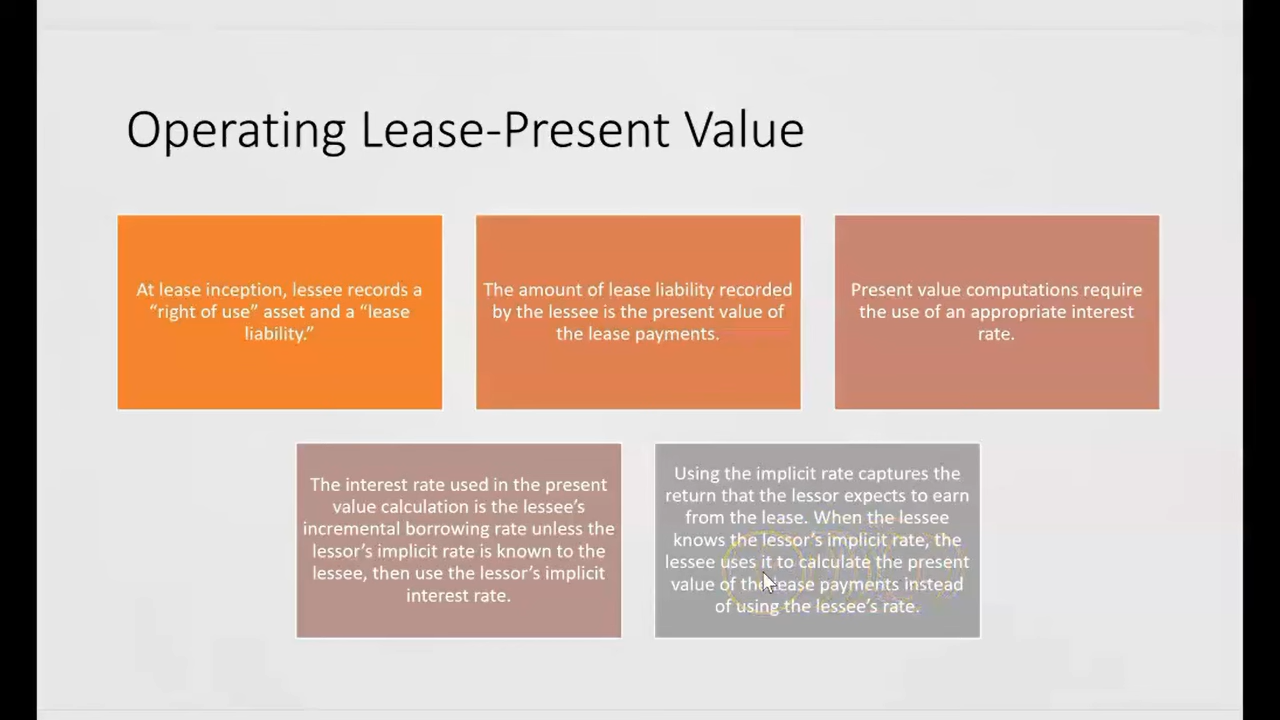 Operating Lease-Present Value
At lease inception, lessee records a
“right of use” asset and a “lease
liability.”
The amount of lease liability recorded
by the lessee is the present value of
the lease payments.
Present value computations require
the use of an appropriate interest
rate.
The interest rate used in the present
value calculation is the lessee’s
incremental borrowing rate unless the
lessor’s implicit rate is known to the
lessee, then use the lessor’s implicit
interest rate.
Using the implicit rate captures the
return that the lessor expects to earn
from the lease. When the lessee
knows the lessor’s implicit rate, the
lessee uses it to calculate the present
value of the lease payments instead
of using the lessee’s rate.